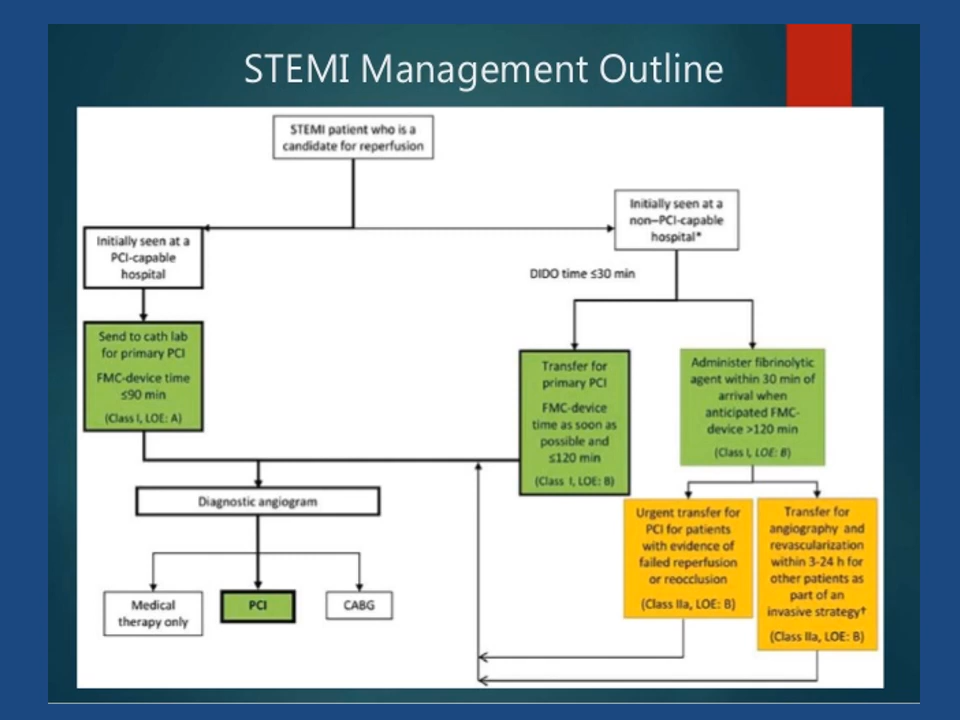 STEMI Management Outline
STEMI patient who is a
candidate for reperfusion
Initially seen at a
non–PCI-capable
hospital*
Initially seen at a
PCI-capable
hospital
DIDO time ≤30 min
Send to cath lab
for primary PCI
FMC-device time
≤90 min
(Class I, LOE: A)
Transfer for
primary PCI
FMC-device
time as soon as
possible and
≤120 min
(Class I, LOE: B)
Administer fibrinolytic
agent within 30 min of
arrival when
anticipated FMC-
device >120 min
(Class I, LOE: B)
Diagnostic angiogram
Urgent transfer for
PCI for patients
with evidence of
failed reperfusion
or reocclusion
(Class IIa, LOE: B)
Transfer for
angiography and
revascularization
within 3-24 h for
other patients as
part of an
invasive strategy†
(Class IIa, LOE: B)
Medical
therapy only
PCI
CABG